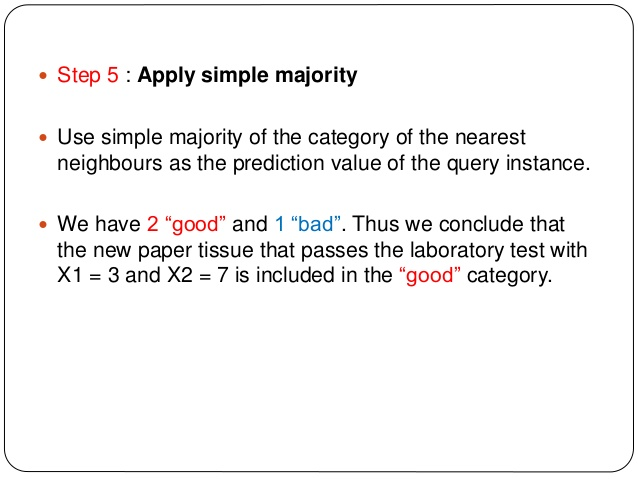 • Step 5 : Apply simple majority
• Use simple majority of the category of the nearest
neighbours as the prediction value of the query instance.
• We have 2 “good” and 1 “bad”. Thus we conclude that
the new paper tissue that passes the laboratory test with
X1 = 3 and X2 = 7 is included in the “good” category.